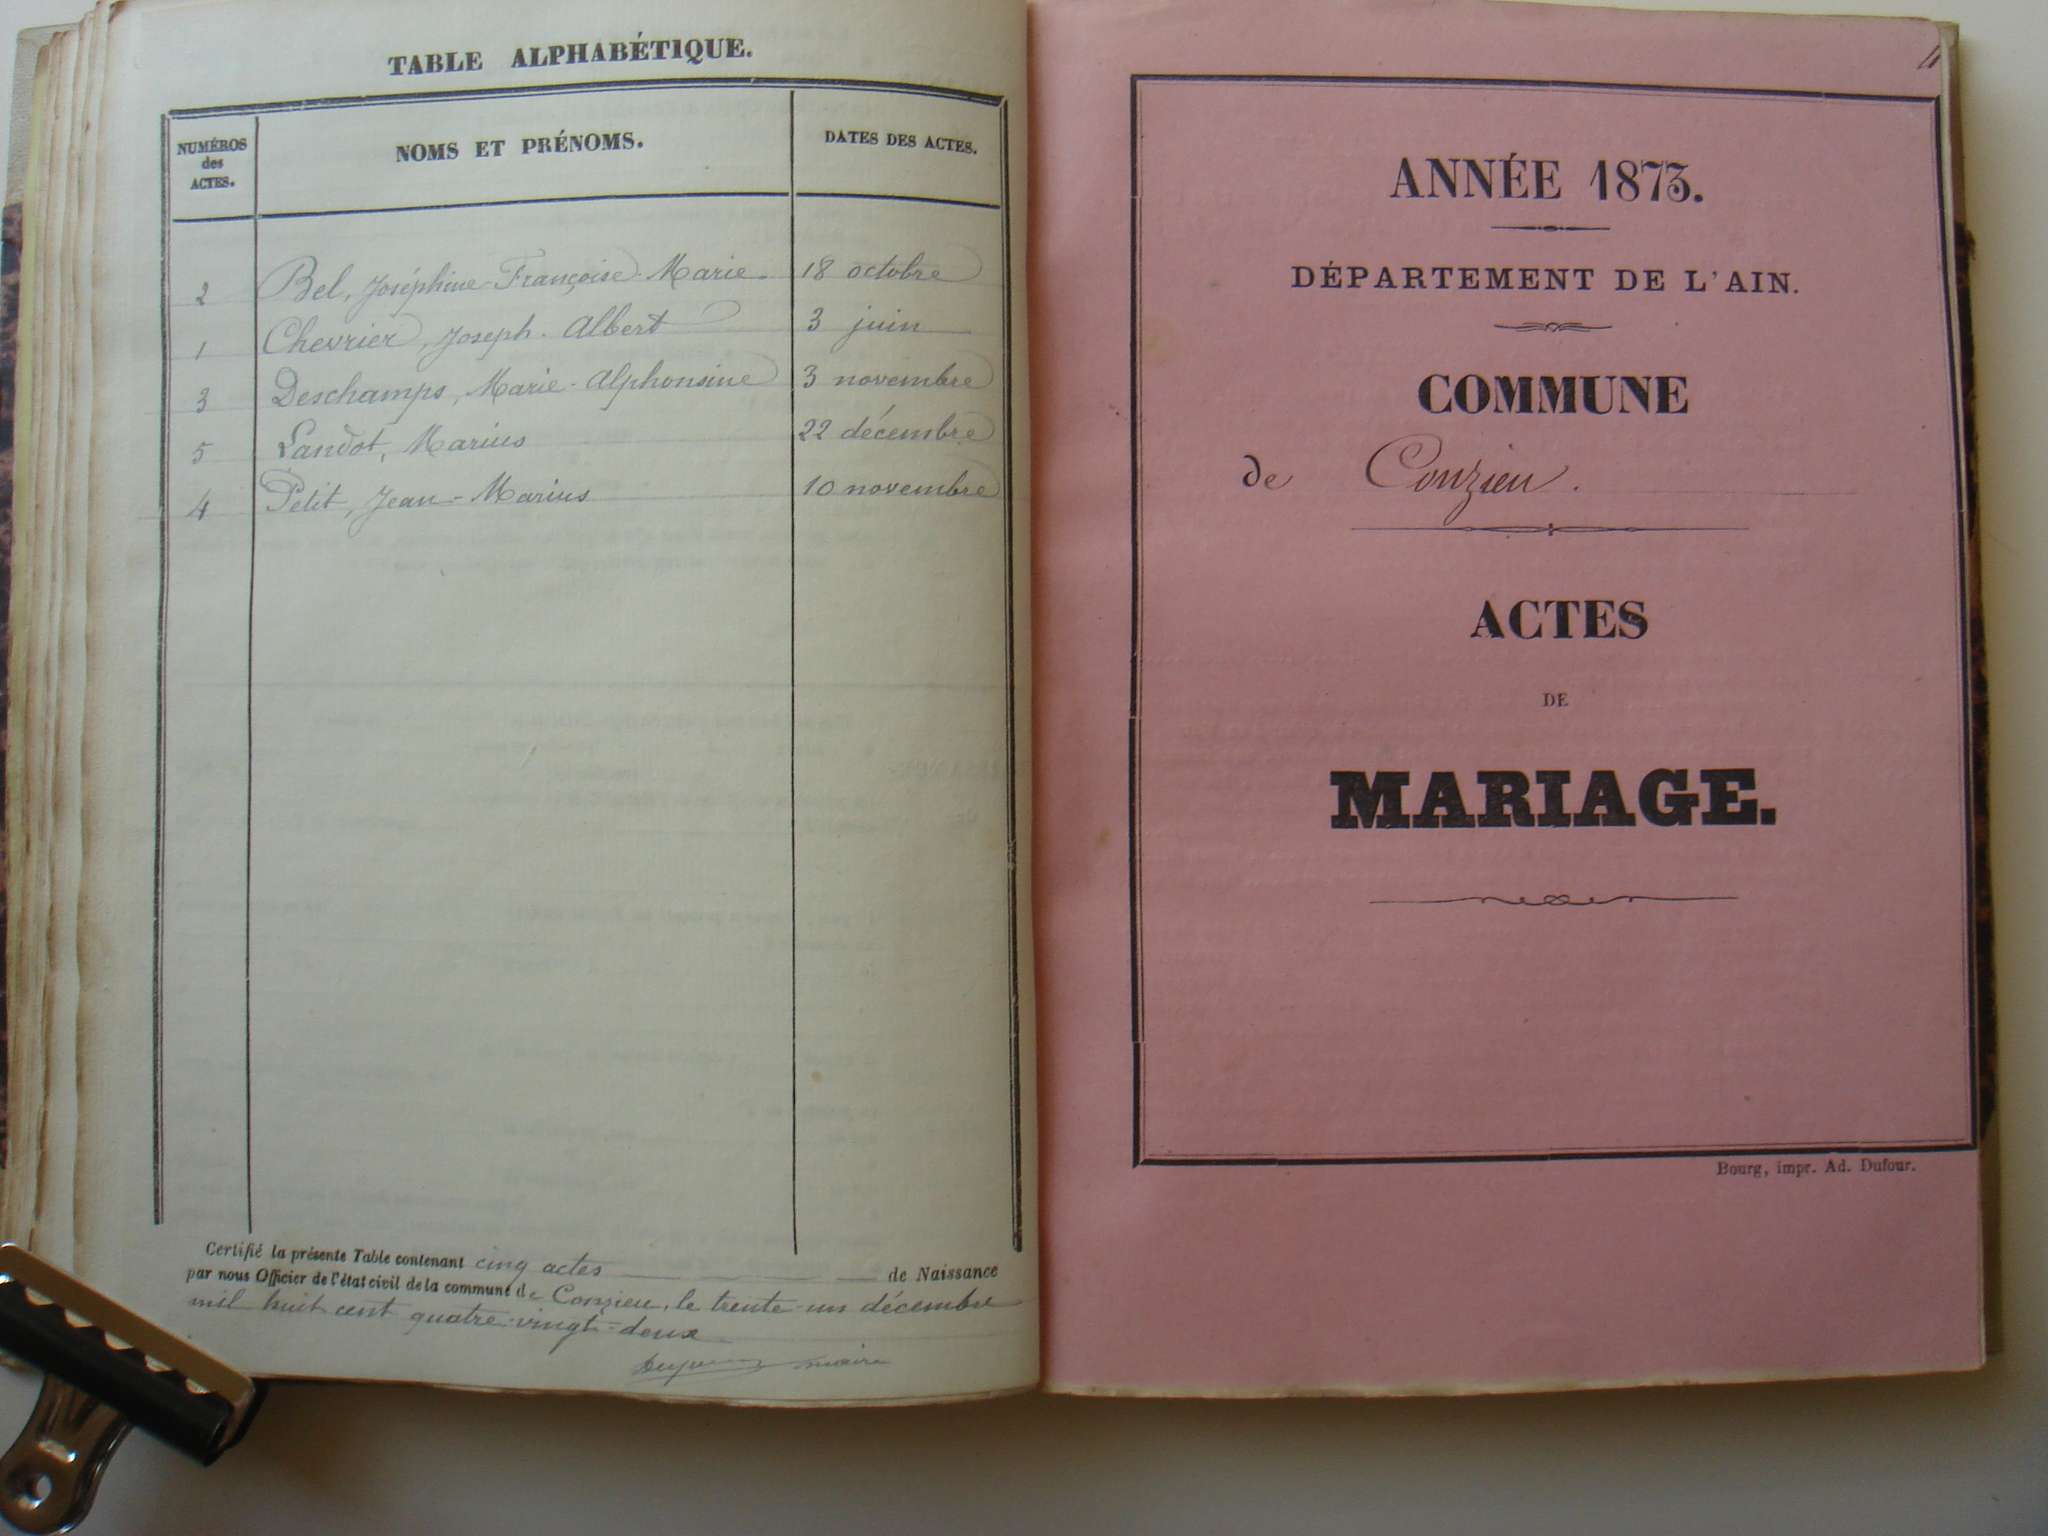 TABLE ALPHABÉTIQUE.
NUMÉROS
des
ACTES.
NOMS ET PRÉNOMS.
DATES DES ACTES.
2 Bel, Joséphine-Françoise-Marie 18 octobre
1 Chevrier, Joseph-Albert 3 juin
3 Deschamps, Marie-Alphonsine 3 novembre
5 Landot, Marius 22 décembre
4 Petit, Jean-Marius 10 novembre
Certifié la présente Table contenant cinq actes de Naissance
par nous Officier de l'état civil de la commune de Conzieu, le trente-un décembre
mil huit cent quatre-vingt-deux
maire
ANNÉE 1873.
DÉPARTEMENT DE L'AIN.
COMMUNE
de Conzieu.
ACTES
DE
MARIAGE.
Bourg, impr. Ad. Dufour.